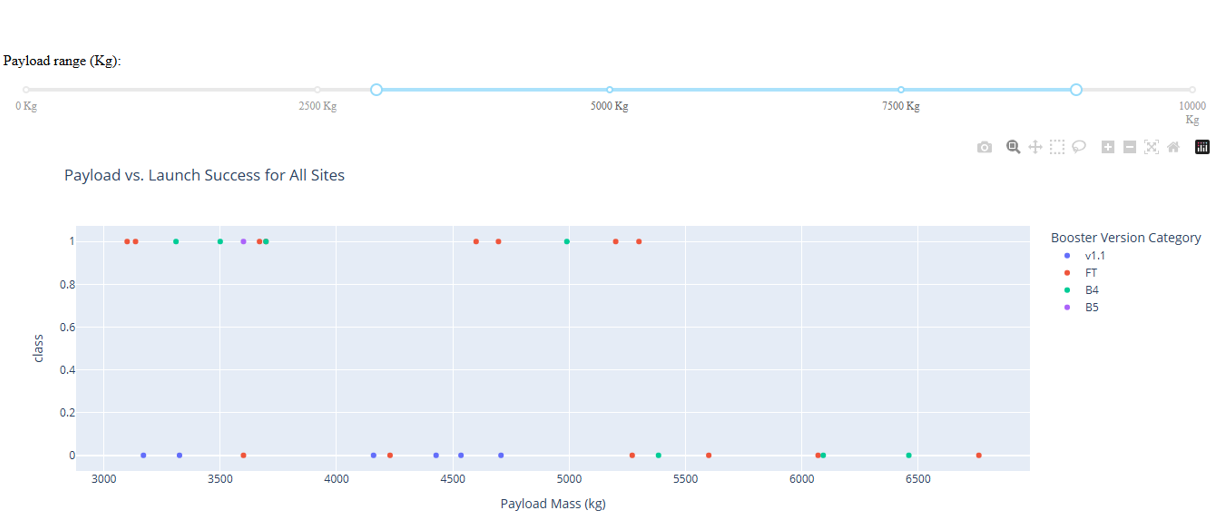 Payload range (Kg):
0 Kg 2500 Kg 5000 Kg 7500 Kg 10000
Kg
Payload vs. Launch Success for All Sites
Booster Version Category
v1.1
FT
B4
B5
1
0.8
0.6
0.4
0.2
0
class
3000 3500 4000 4500 5000 5500 6000 6500
Payload Mass (kg)